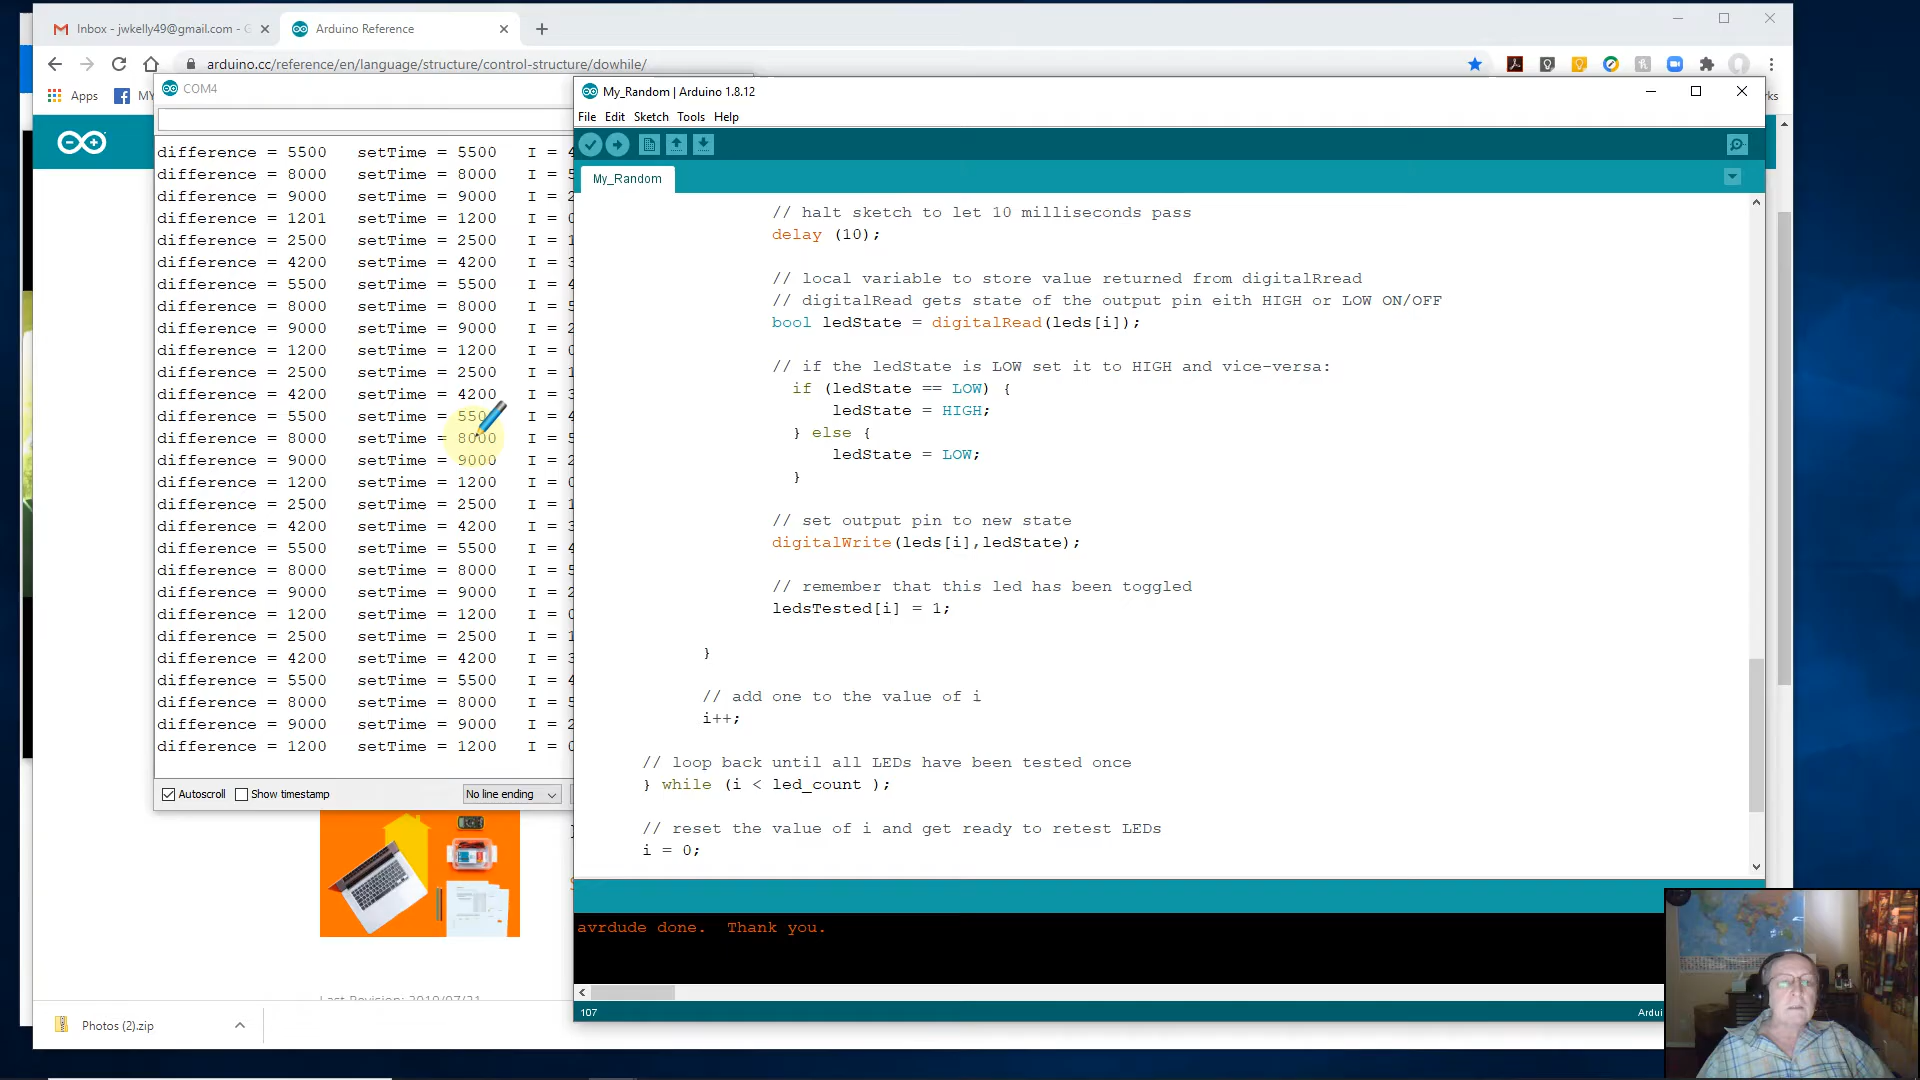 Inbox - jwkelly49@gmail.com - G
Arduino Reference
arduino.cc/reference/en/language/structure/control-structure/dowhile/
Apps
MY
ks
COM4
difference = 5500 setTime = 5500 I = 4
difference = 8000 setTime = 8000 I = 5
difference = 9000 setTime = 9000 I = 2
difference = 1201 setTime = 1200 I = 0
difference = 2500 setTime = 2500 I = 1
difference = 4200 setTime = 4200 I = 3
difference = 5500 setTime = 5500 I = 4
difference = 8000 setTime = 8000 I = 5
difference = 9000 setTime = 9000 I = 2
difference = 1200 setTime = 1200 I = 0
difference = 2500 setTime = 2500 I = 1
difference = 4200 setTime = 4200 I = 3
difference = 5500 setTime = 550 I = 4
difference = 8000 setTime = 8000 I = 5
difference = 9000 setTime = 9000 I = 2
difference = 1200 setTime = 1200 I = 0
difference = 2500 setTime = 2500 I = 1
difference = 4200 setTime = 4200 I = 3
difference = 5500 setTime = 5500 I = 4
difference = 8000 setTime = 8000 I = 5
difference = 9000 setTime = 9000 I = 2
difference = 1200 setTime = 1200 I = 0
difference = 2500 setTime = 2500 I = 1
difference = 4200 setTime = 4200 I = 3
difference = 5500 setTime = 5500 I = 4
difference = 8000 setTime = 8000 I = 5
difference = 9000 setTime = 9000 I = 2
difference = 1200 setTime = 1200 I = 0
Autoscroll Show timestamp No line ending
My_Random | Arduino 1.8.12
File Edit Sketch Tools Help
My_Random
// halt sketch to let 10 milliseconds pass
delay (10);
// local variable to store value returned from digitalRread
// digitalRead gets state of the output pin eith HIGH or LOW ON/OFF
bool ledState = digitalRead(leds[i]);
// if the ledState is LOW set it to HIGH and vice-versa:
if (ledState == LOW) {
ledState = HIGH;
} else {
ledState = LOW;
}
// set output pin to new state
digitalWrite(leds[i],ledState);
// remember that this led has been toggled
ledsTested[i] = 1;
}
// add one to the value of i
i++;
// loop back until all LEDs have been tested once
} while (i < led_count );
// reset the value of i and get ready to retest LEDs
i = 0;
avrdude done. Thank you.
107
Ardui
Last Revision: 2019/07/31
Photos (2).zip